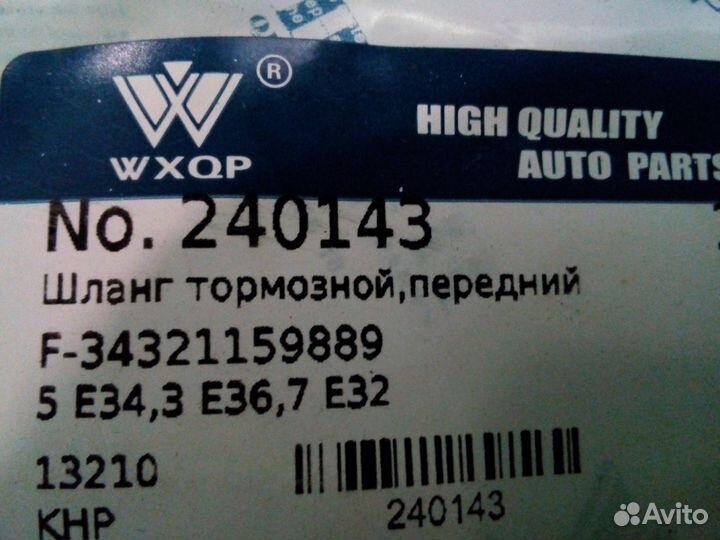 WXQP
®
HIGH QUALITY
AUTO PARTS
No. 240143
Шланг тормозной,передний
F-34321159889
5 E34,3 E36,7 E32
13210
КНР
240143
Avito